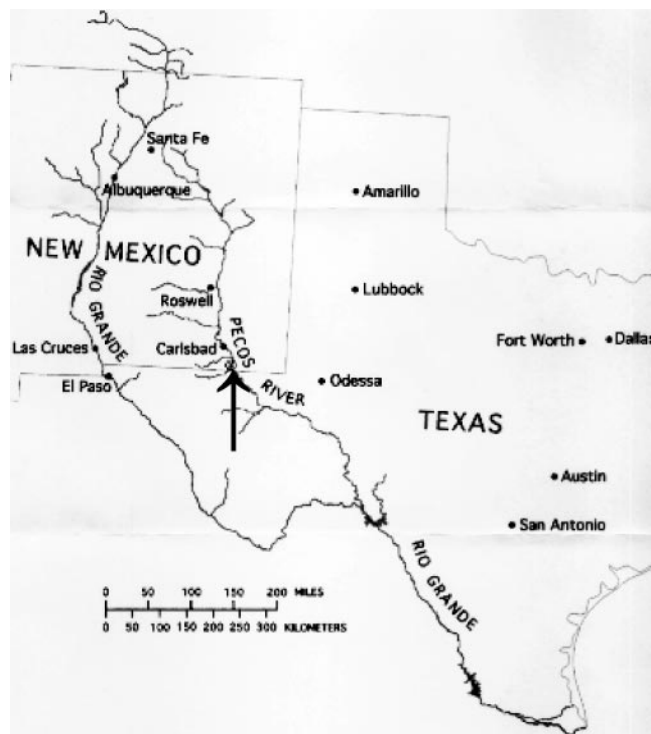 Santa Fe
Albuquerque
Amarillo
NEW MEXICO
RIO GRANDE
Roswell
Lubbock
PECOS RIVER
Las Cruces
Carlsbad
Fort Worth
Dallas
El Paso
Odessa
TEXAS
Austin
San Antonio
RIO GRANDE
0 50 100 150 200 MILES
0 50 100 150 200 250 300 KILOMETERS